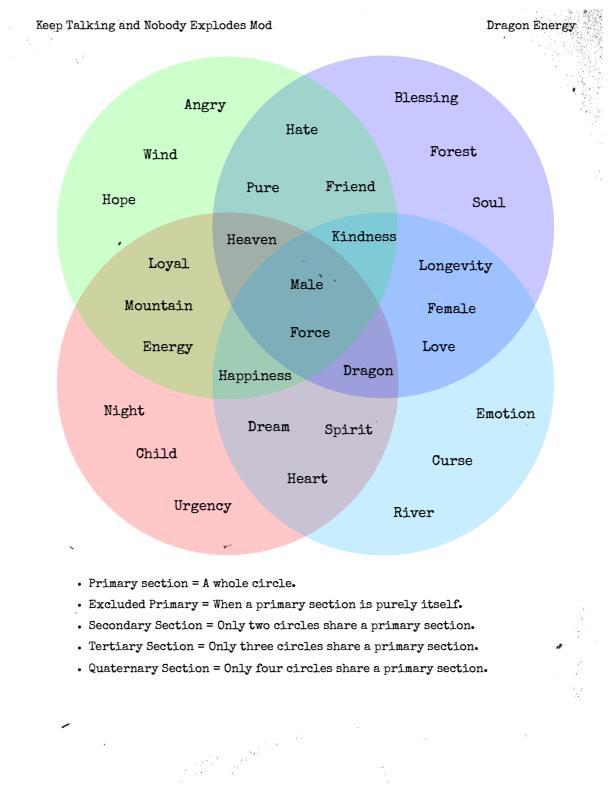 Keep Talking and Nobody Explodes Mod
Dragon Energy
Blessing
Angry
Hate
Wind
Forest
Pure
Friend
Hope
Soul
Heaven
Kindness
Loyal
Longevity
Male
Mountain
Female
Force
Energy
Love
Happiness
Dragon
Night
Emotion
Dream
Spirit
Child
Curse
Heart
Urgency
River
• Primary section = A whole circle.
• Excluded Primary = When a primary section is purely itself.
• Secondary Section = Only two circles share a primary section.
• Tertiary Section = Only three circles share a primary section.
• Quaternary Section = Only four circles share a primary section.